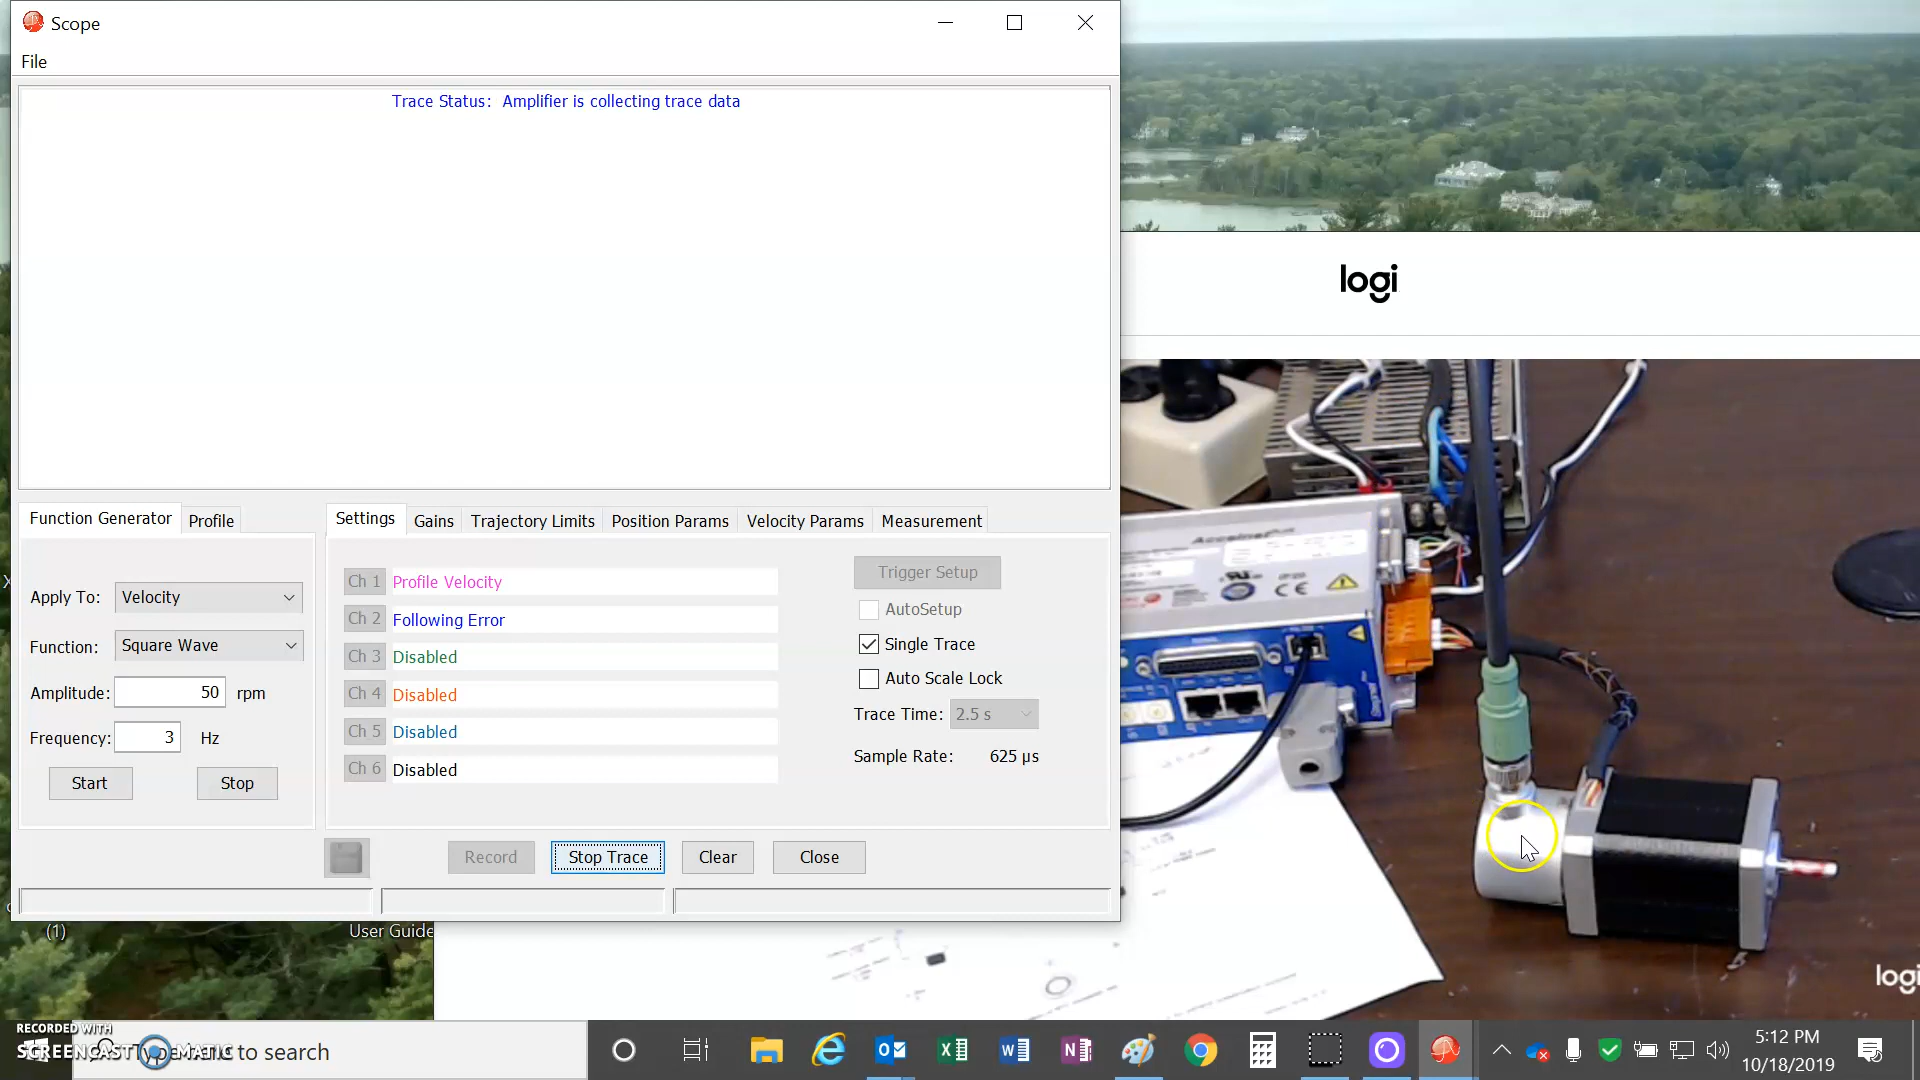 Scope
File
Trace Status: Amplifier is collecting trace data
logi
Function Generator
Profile
Settings
Gains
Trajectory Limits
Position Params
Velocity Params
Measurement
Apply To:
Velocity
Function:
Square Wave
Amplitude:
50
rpm
Frequency:
3
Hz
Start
Stop
Ch 1
Profile Velocity
Ch 2
Following Error
Ch 3
Disabled
Ch 4
Disabled
Ch 5
Disabled
Ch 6
Disabled
Trigger Setup
AutoSetup
Single Trace
Auto Scale Lock
Trace Time:
2.5 s
Sample Rate:
625 µs
Record
Stop Trace
Clear
Close
(1)
User Guide
logi
RECORDED WITH
SCREENCAST MATIC
to search
5:12 PM
10/18/2019